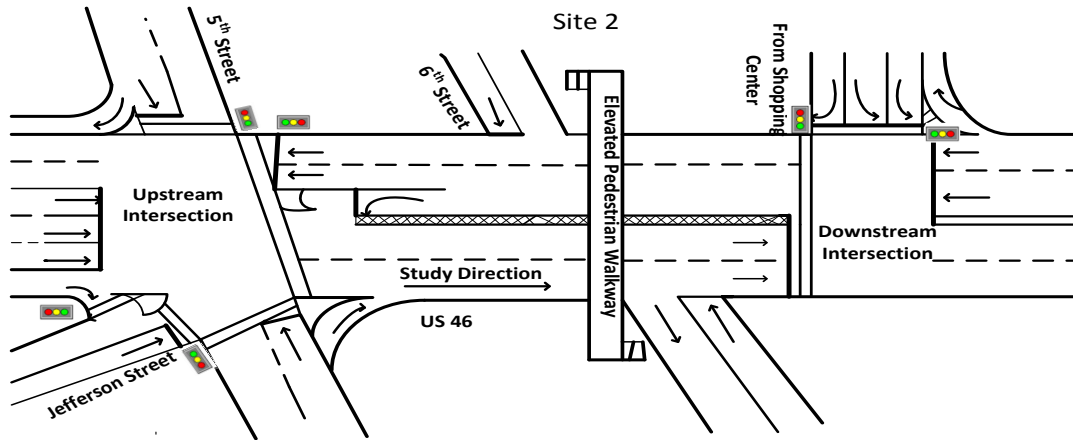 Site 2
5th Street
6th Street
From Shopping
Center
Elevated Pedestrian Walkway
Upstream
Intersection
Downstream
Intersection
Study Direction
US 46
Jefferson Street